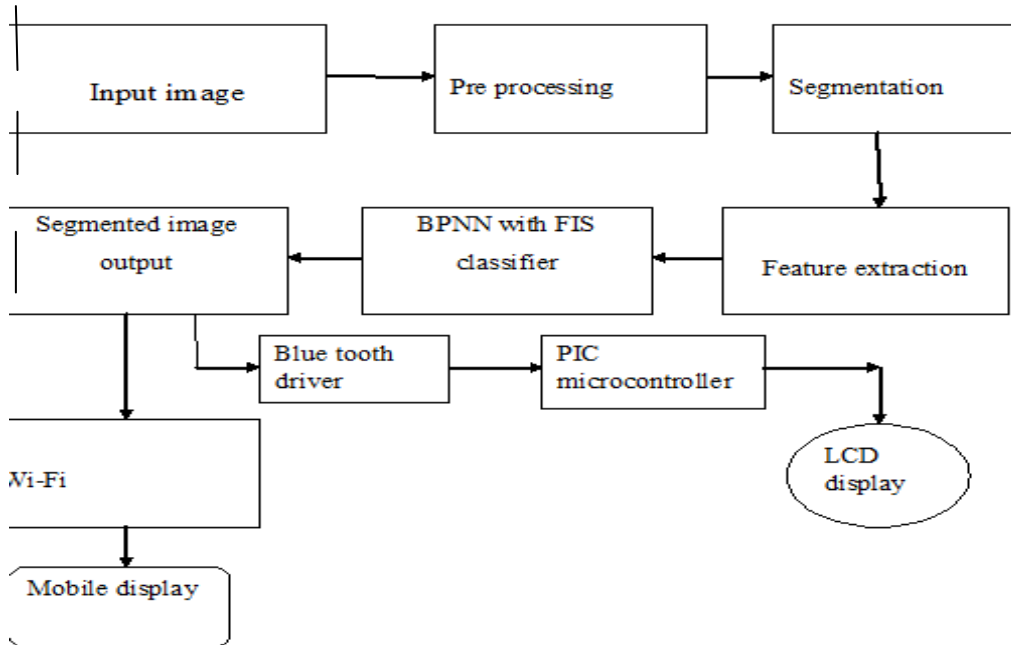 Input image
Pre processing
Segmentation
Segmented image
output
BPNN with FIS
classifier
Feature extraction
Blue tooth
driver
PIC
microcontroller
Wi-Fi
LCD
display
Mobile display